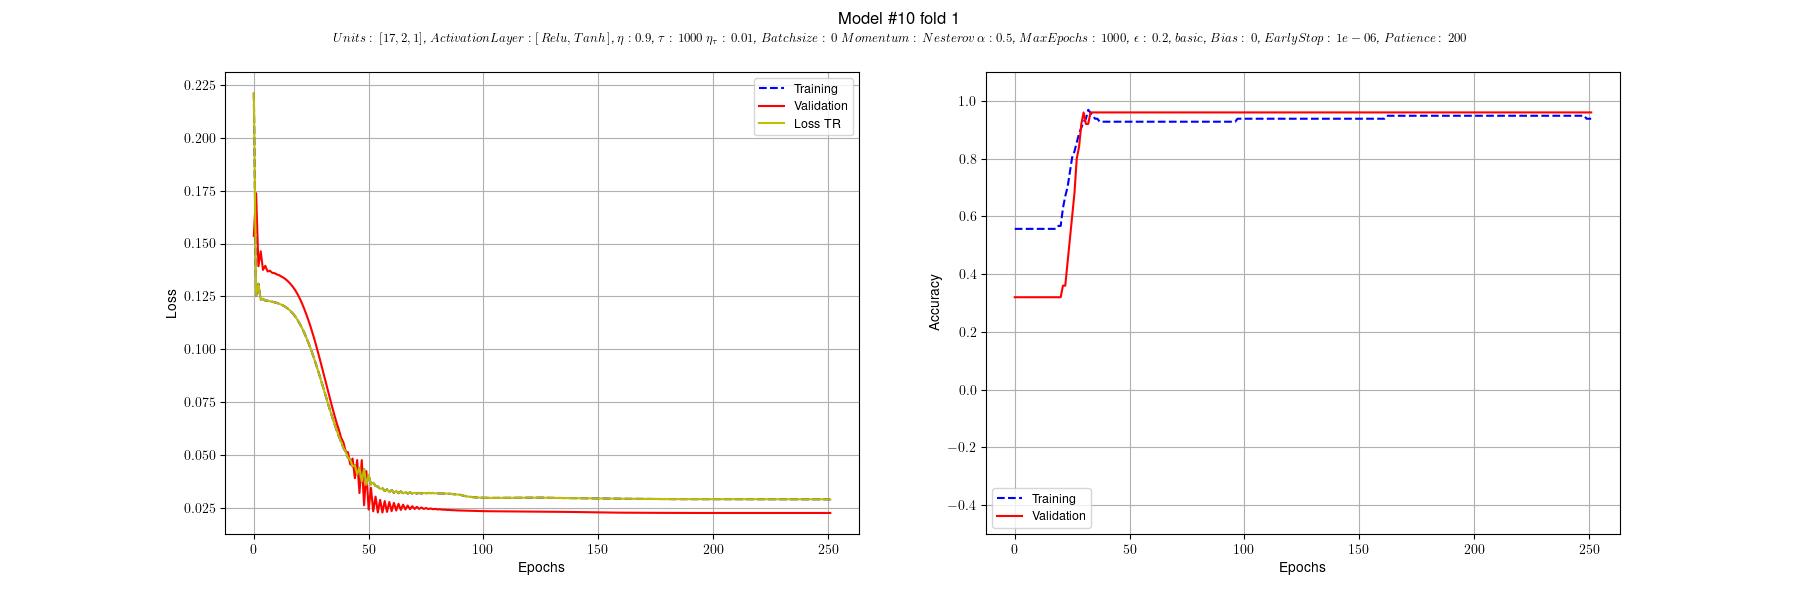 Model #10 fold 1
Units : [17, 2, 1], ActivationLayer : [ Relu, Tanh ], η : 0.9, τ : 1000 η_τ : 0.01, Batchsize : 0 Momentum : Nesterov α : 0.5, MaxEpochs : 1000, ϵ : 0.2, basic, Bias : 0, EarlyStop : 1e − 06, Patience : 200
0.225
0.200
0.175
0.150
0.125
0.100
0.075
0.050
0.025
Loss
0 50 100 150 200 250
Epochs
Training
Validation
Loss TR
1.0
0.8
0.6
0.4
0.2
0.0
−0.2
−0.4
Accuracy
0 50 100 150 200 250
Epochs
Training
Validation